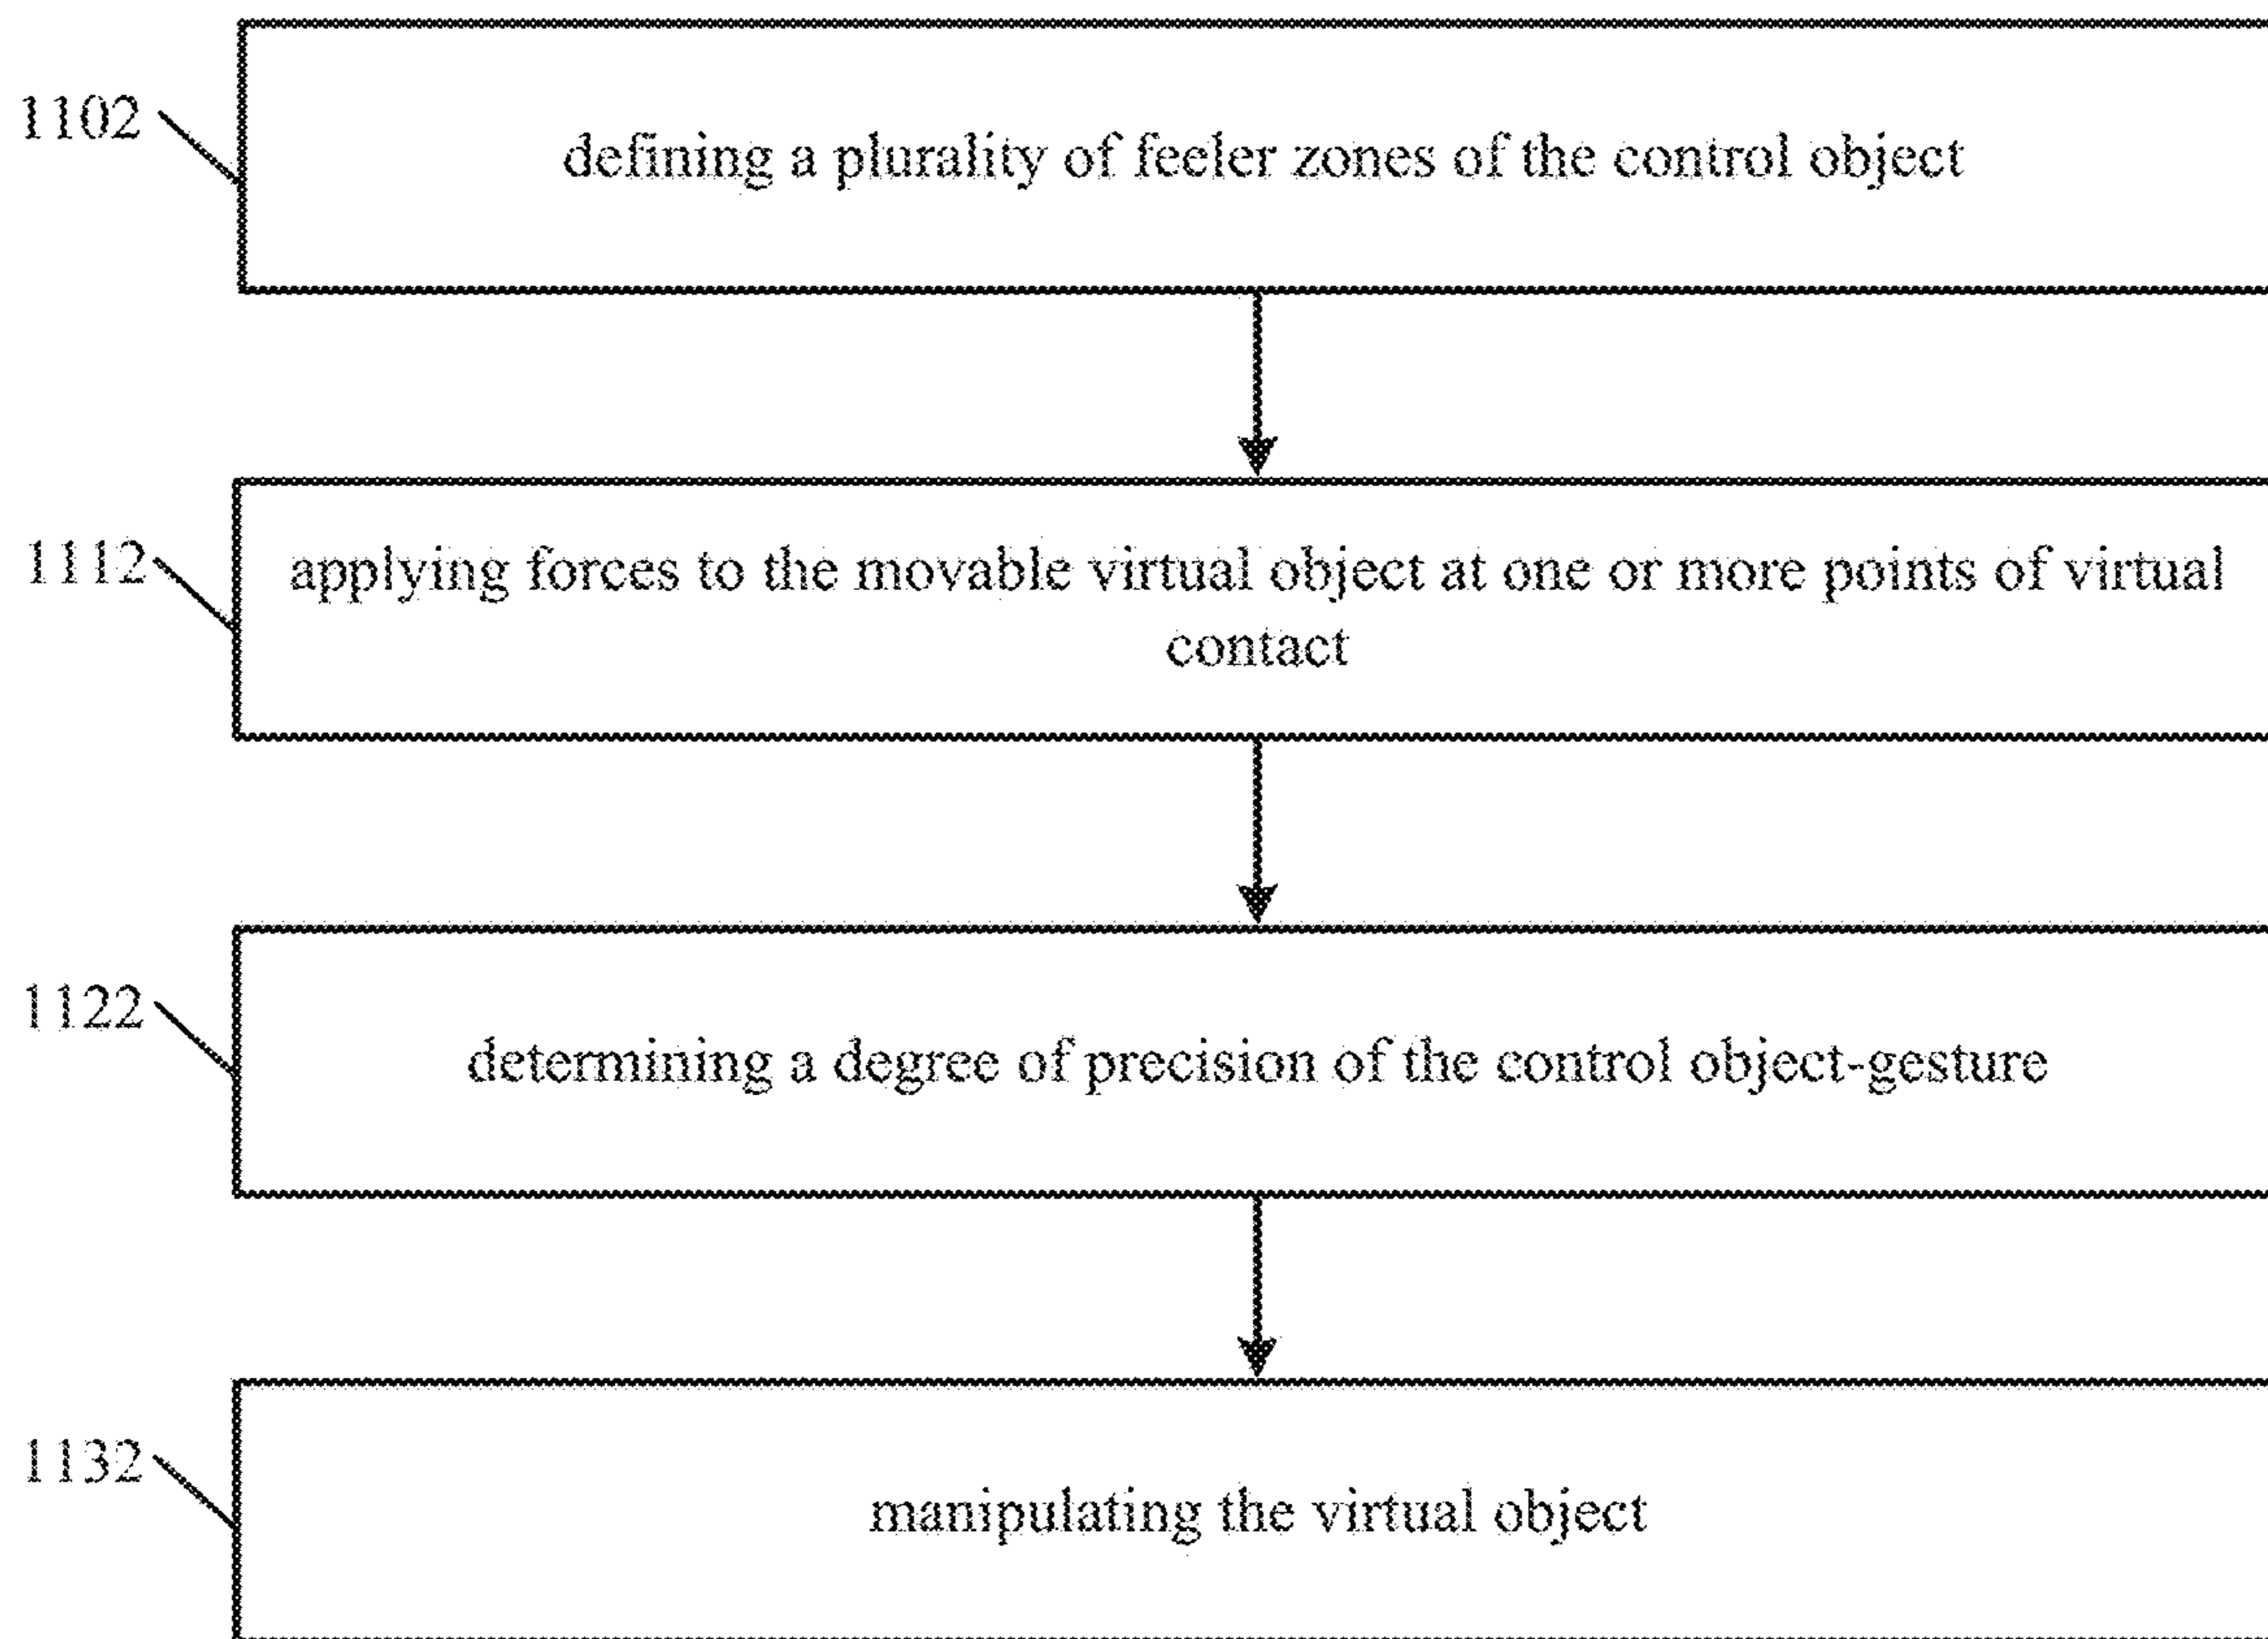 1102
defining a plurality of feeler zones of the control object
1112
applying forces to the movable virtual object at one or more points of virtual
contact
1122
determining a degree of precision of the control object-gesture
1132
manipulating the virtual object